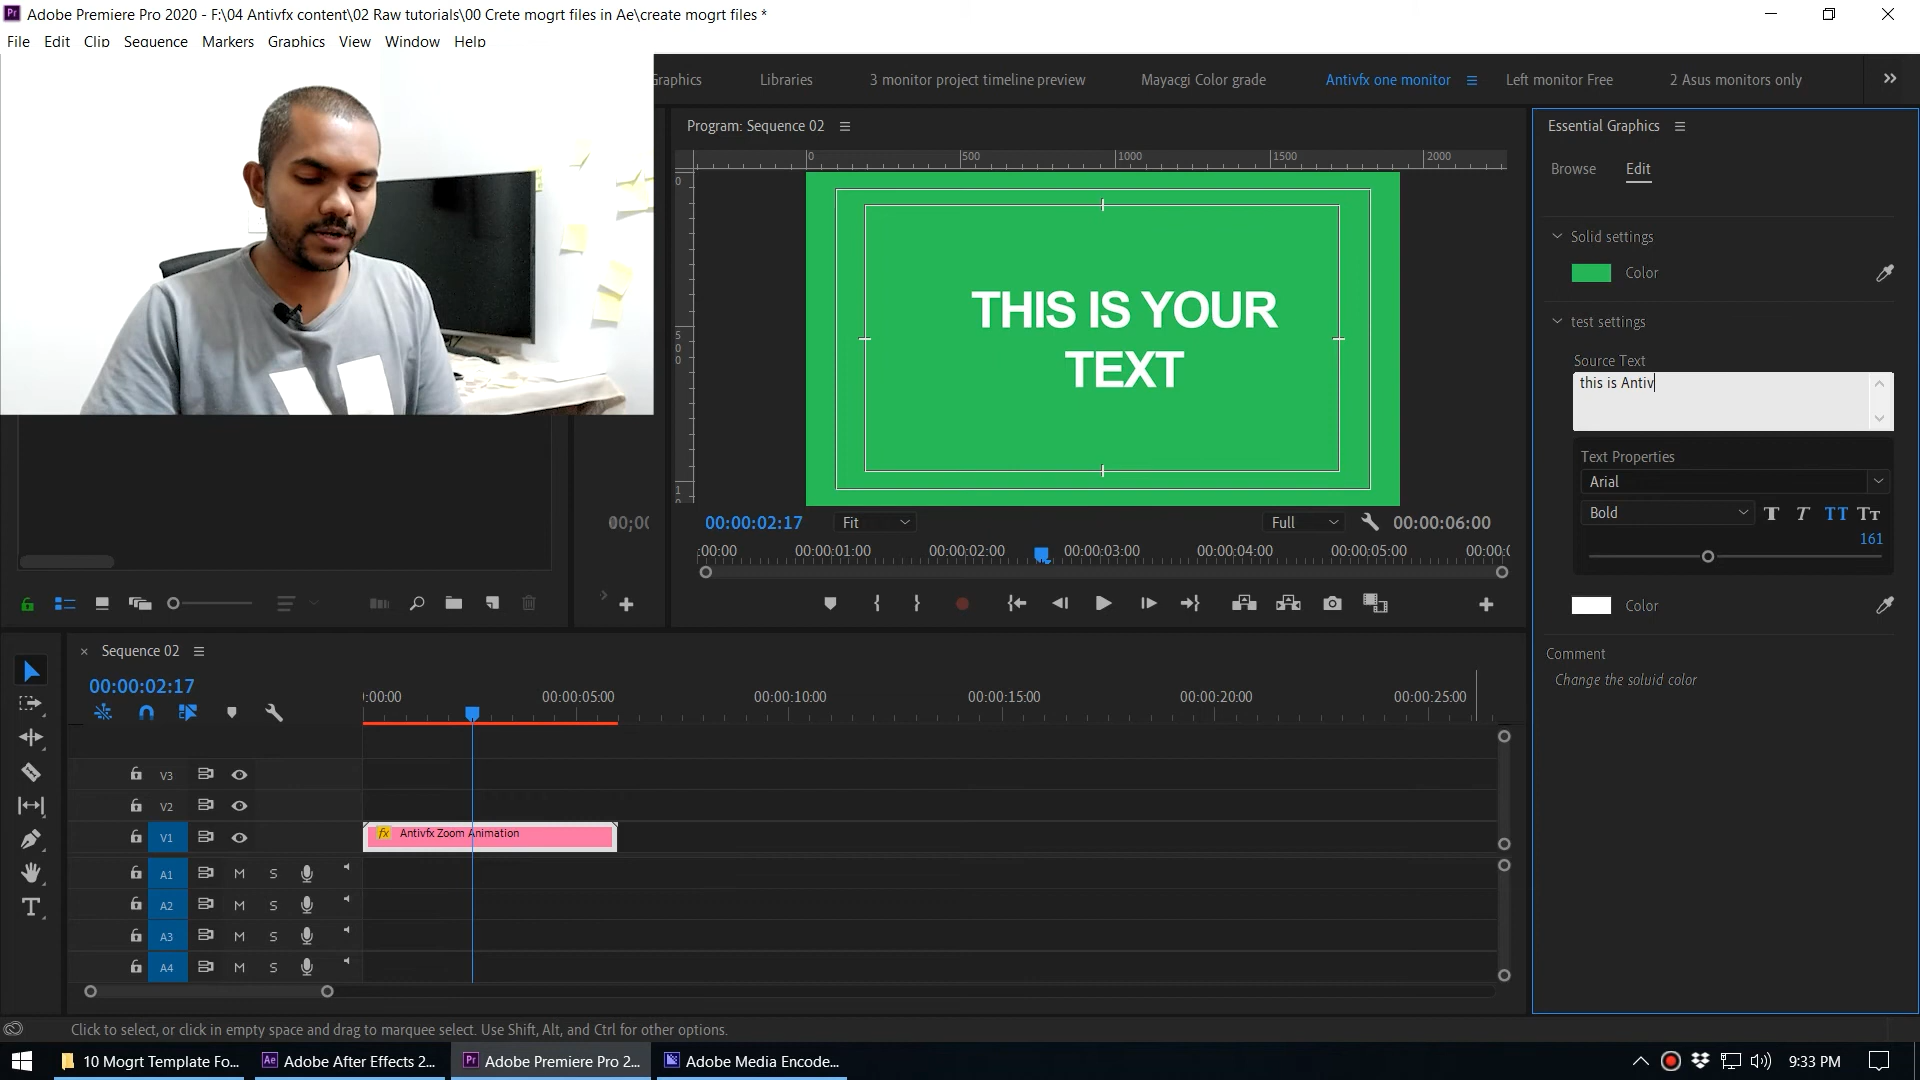 Adobe Premiere Pro 2020 - F:\04 Antivfx content\02 Raw tutorials\00 Crete mogrt files in Ae\create mogrt files *
File Edit Clip Sequence Markers Graphics View Window Help
Graphics Libraries 3 monitor project timeline preview Mayacgi Color grade Antivfx one monitor Left monitor Free 2 Asus monitors only
Program: Sequence 02
Essential Graphics
0 500 1000 1500 2000
Browse Edit
THIS IS YOUR
TEXT
Solid settings
Color
test settings
Source Text
this is Antiv
Text Properties
Arial
Bold
161
Color
Comment
Change the soluid color
00:00:02:17 Fit Full 00:00:06:00
:00:00 00:00:01:00 00:00:02:00 00:00:03:00 00:00:04:00 00:00:05:00
Sequence 02
00:00:02:17
:00:00 00:00:05:00 00:00:10:00 00:00:15:00 00:00:20:00 00:00:25:00
V3
V2
V1 fx Antivfx Zoom Animation
A1 M S
A2 M S
A3 M S
A4 M S
Click to select, or click in empty space and drag to marquee select. Use Shift, Alt, and Ctrl for other options.
10 Mogrt Template Fo... Adobe After Effects 2... Adobe Premiere Pro 2... Adobe Media Encode... 9:33 PM